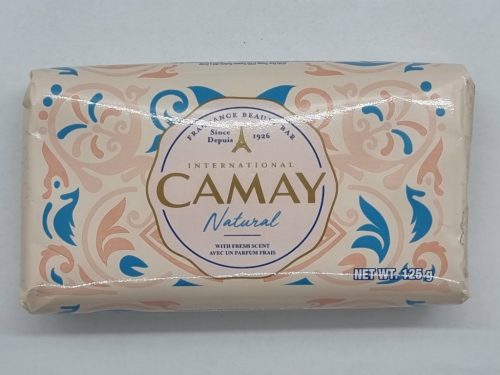 FRAGRANCE BEAUTY BAR
Since 1926
Depuis
INTERNATIONAL
CAMAY
Natural
WITH FRESH SCENT
AVEC UN PARFUM FRAIS
NET WT. 125 g